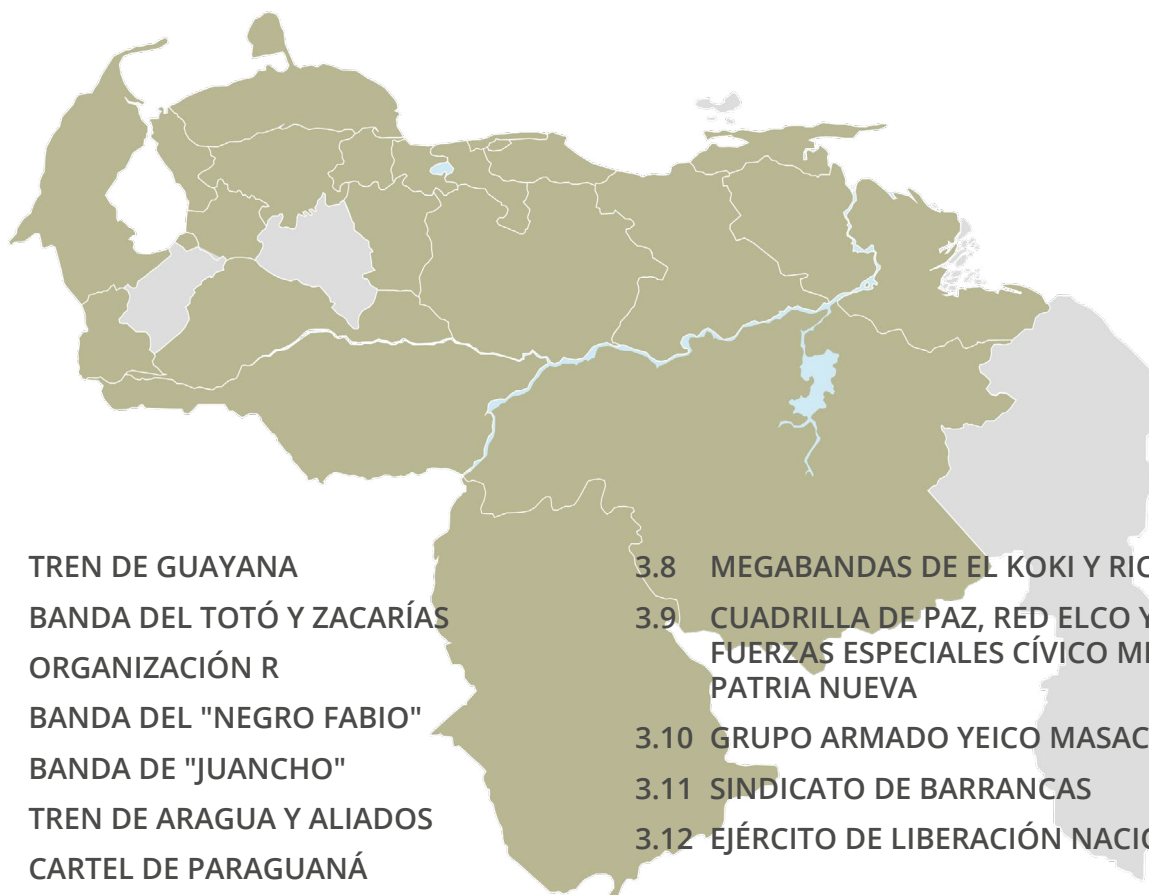 TREN DE GUAYANA
BANDA DEL TOTÓ Y ZACARÍAS
ORGANIZACIÓN R
BANDA DEL "NEGRO FABIO"
BANDA DE "JUANCHO"
TREN DE ARAGUA Y ALIADOS
CARTEL DE PARAGUANÁ
3.8 MEGABANDAS DE EL KOKI Y
3.9 CUADRILLA DE PAZ, RED ELCO Y
FUERZAS ESPECIALES CÍVICO
PATRIA NUEVA
3.10 GRUPO ARMADO YEICO
3.11 SINDICATO DE BARRANCAS
3.12 EJÉRCITO DE LIBERACIÓN